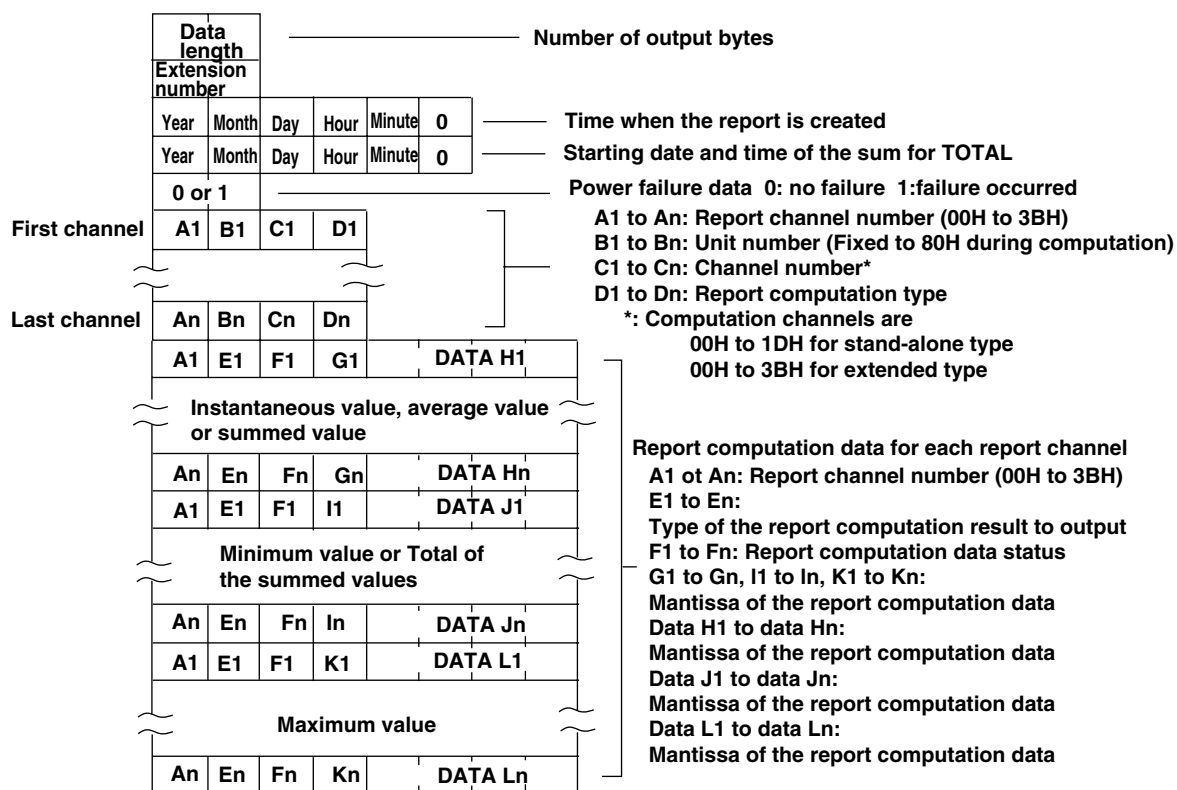 Data length Number of output bytes
Extension number
Year Month Day Hour Minute 0 Time when the report is created
Year Month Day Hour Minute 0 Starting date and time of the sum for TOTAL
0 or 1 Power failure data 0: no failure 1:failure occurred
First channel A1 B1 C1 D1
A1 to An: Report channel number (00H to 3BH)
B1 to Bn: Unit number (Fixed to 80H during computation)
C1 to Cn: Channel number*
D1 to Dn: Report computation type
*: Computation channels are
00H to 1DH for stand-alone type
00H to 3BH for extended type
Last channel An Bn Cn Dn
A1 E1 F1 G1 DATA H1
Instantaneous value, average value
or summed value
An En Fn Gn DATA Hn
A1 E1 F1 I1 DATA J1
Minimum value or Total of
the summed values
An En Fn In DATA Jn
A1 E1 F1 K1 DATA L1
Maximum value
An En Fn Kn DATA Ln
Report computation data for each report channel
A1 ot An: Report channel number (00H to 3BH)
E1 to En:
Type of the report computation result to output
F1 to Fn: Report computation data status
G1 to Gn, I1 to In, K1 to Kn:
Mantissa of the report computation data
Data H1 to data Hn:
Mantissa of the report computation data
Data J1 to data Jn:
Mantissa of the report computation data
Data L1 to data Ln:
Mantissa of the report computation data